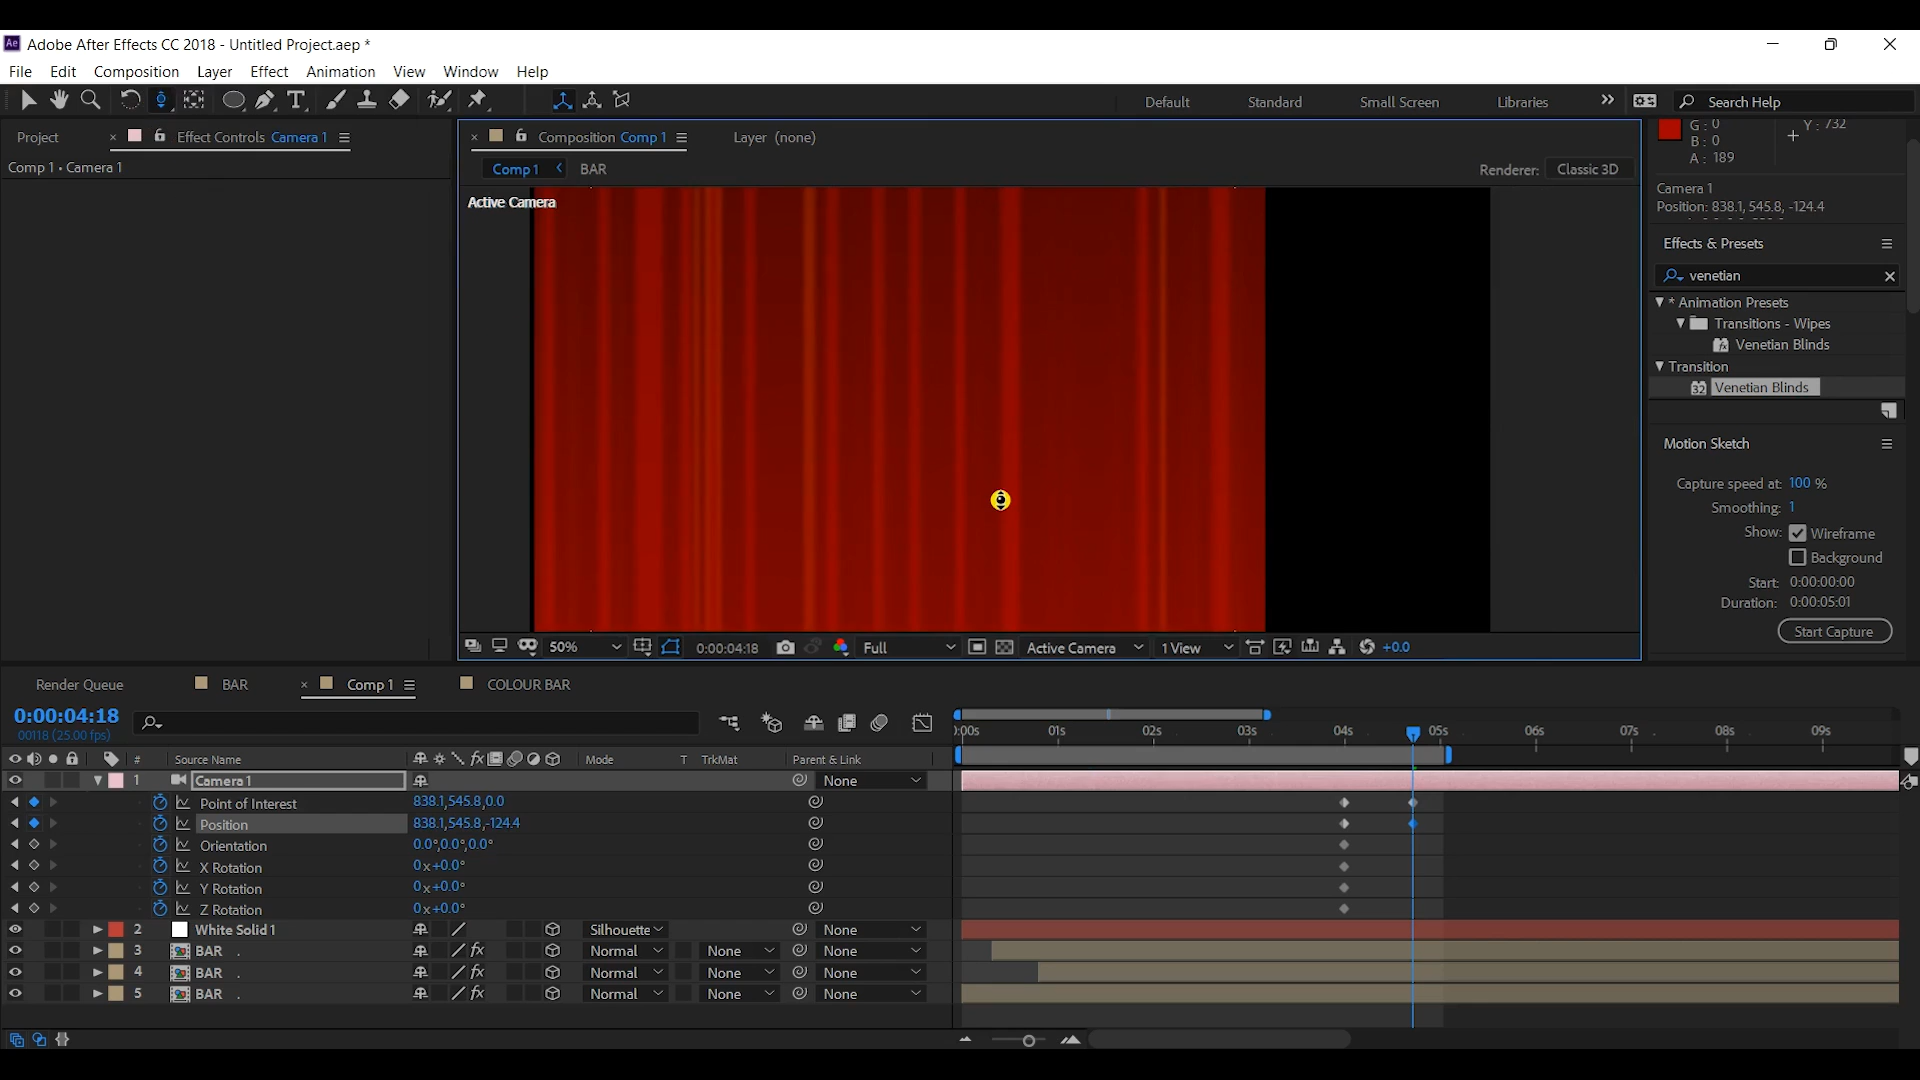 Adobe After Effects CC 2018 - Untitled Project.aep *
File Edit Composition Layer Effect Animation View Window Help
Default Standard Small Screen Libraries Search Help
Project Effect Controls Camera 1
Comp 1 • Camera 1
Composition Comp 1 Layer (none)
Comp 1 BAR Renderer: Classic 3D
Active Camera
G: 0
B: 0
A: 189
Y: 732
Camera 1
Position: 838.1, 545.8, -124.4
Effects & Presets
venetian
* Animation Presets
Transitions - Wipes
Venetian Blinds
Transition
32 Venetian Blinds
Motion Sketch
Capture speed at: 100 %
Smoothing: 1
Show: Wireframe
Background
Start: 0:00:00:00
Duration: 0:00:05:01
Start Capture
50% 0:00:04:18 Full Active Camera 1 View +0.0
Render Queue BAR Comp 1 COLOUR BAR
0:00:04:18
00118 (25.00 fps)
):00s 01s 02s 03s 04s 05s 06s 07s 08s 09s
# Source Name fx Mode T TrkMat Parent & Link
1 Camera 1 None
Point of Interest 838.1,545.8,0.0
Position 838.1,545.8,-124.4
Orientation 0.0°,0.0°,0.0°
X Rotation 0x+0.0°
Y Rotation 0x+0.0°
Z Rotation 0x+0.0°
2 White Solid 1 Silhouette None
3 BAR . fx Normal None None
4 BAR . fx Normal None None
5 BAR . fx Normal None None